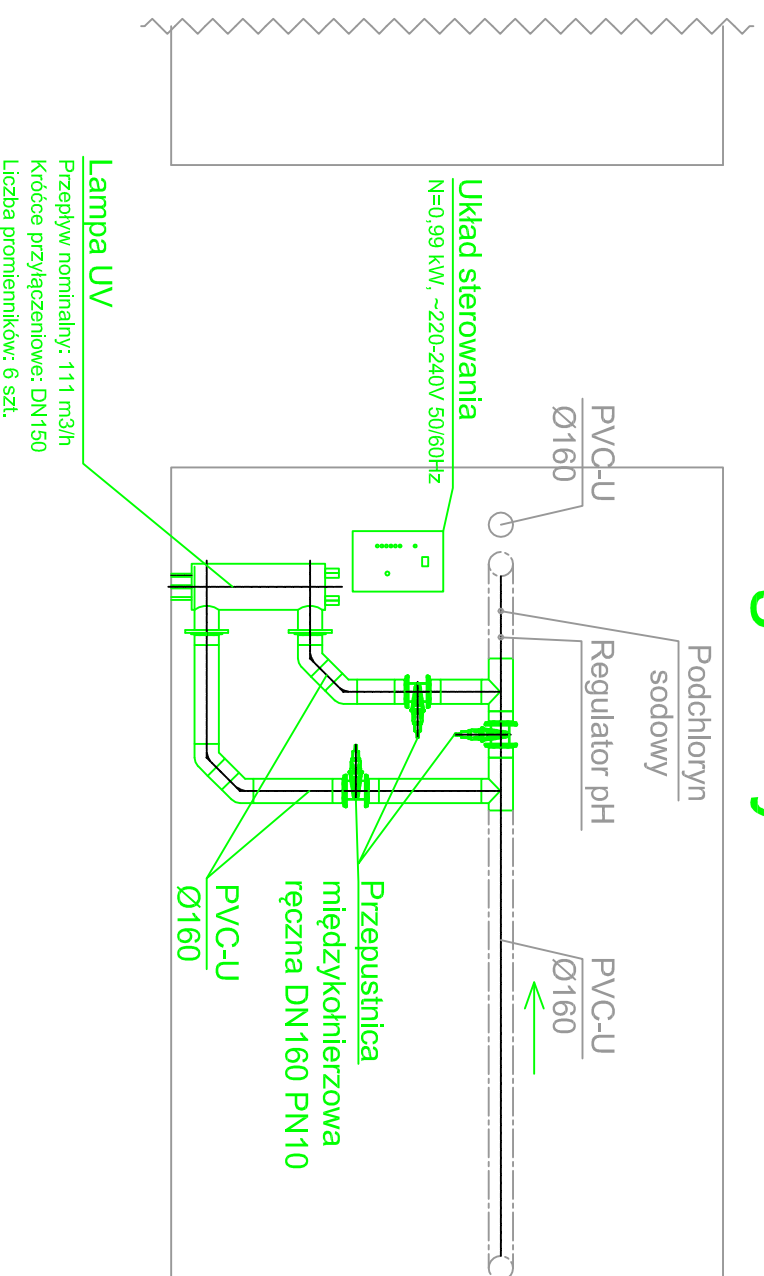 Układ sterowania
N=0,99 kW, ~220-240V 50/60Hz
Lampa UV
Przepływ nominalny: 111 m3/h
Króćce przyłączeniowe: DN150
Liczba promienników: 6 szt.
PVC-U
Ø160
Podchloryn
sodowy
Regulator pH
PVC-U
Ø160
Przepustnica
międzykołnierzowa
ręczna DN160 PN10
PVC-U
Ø160